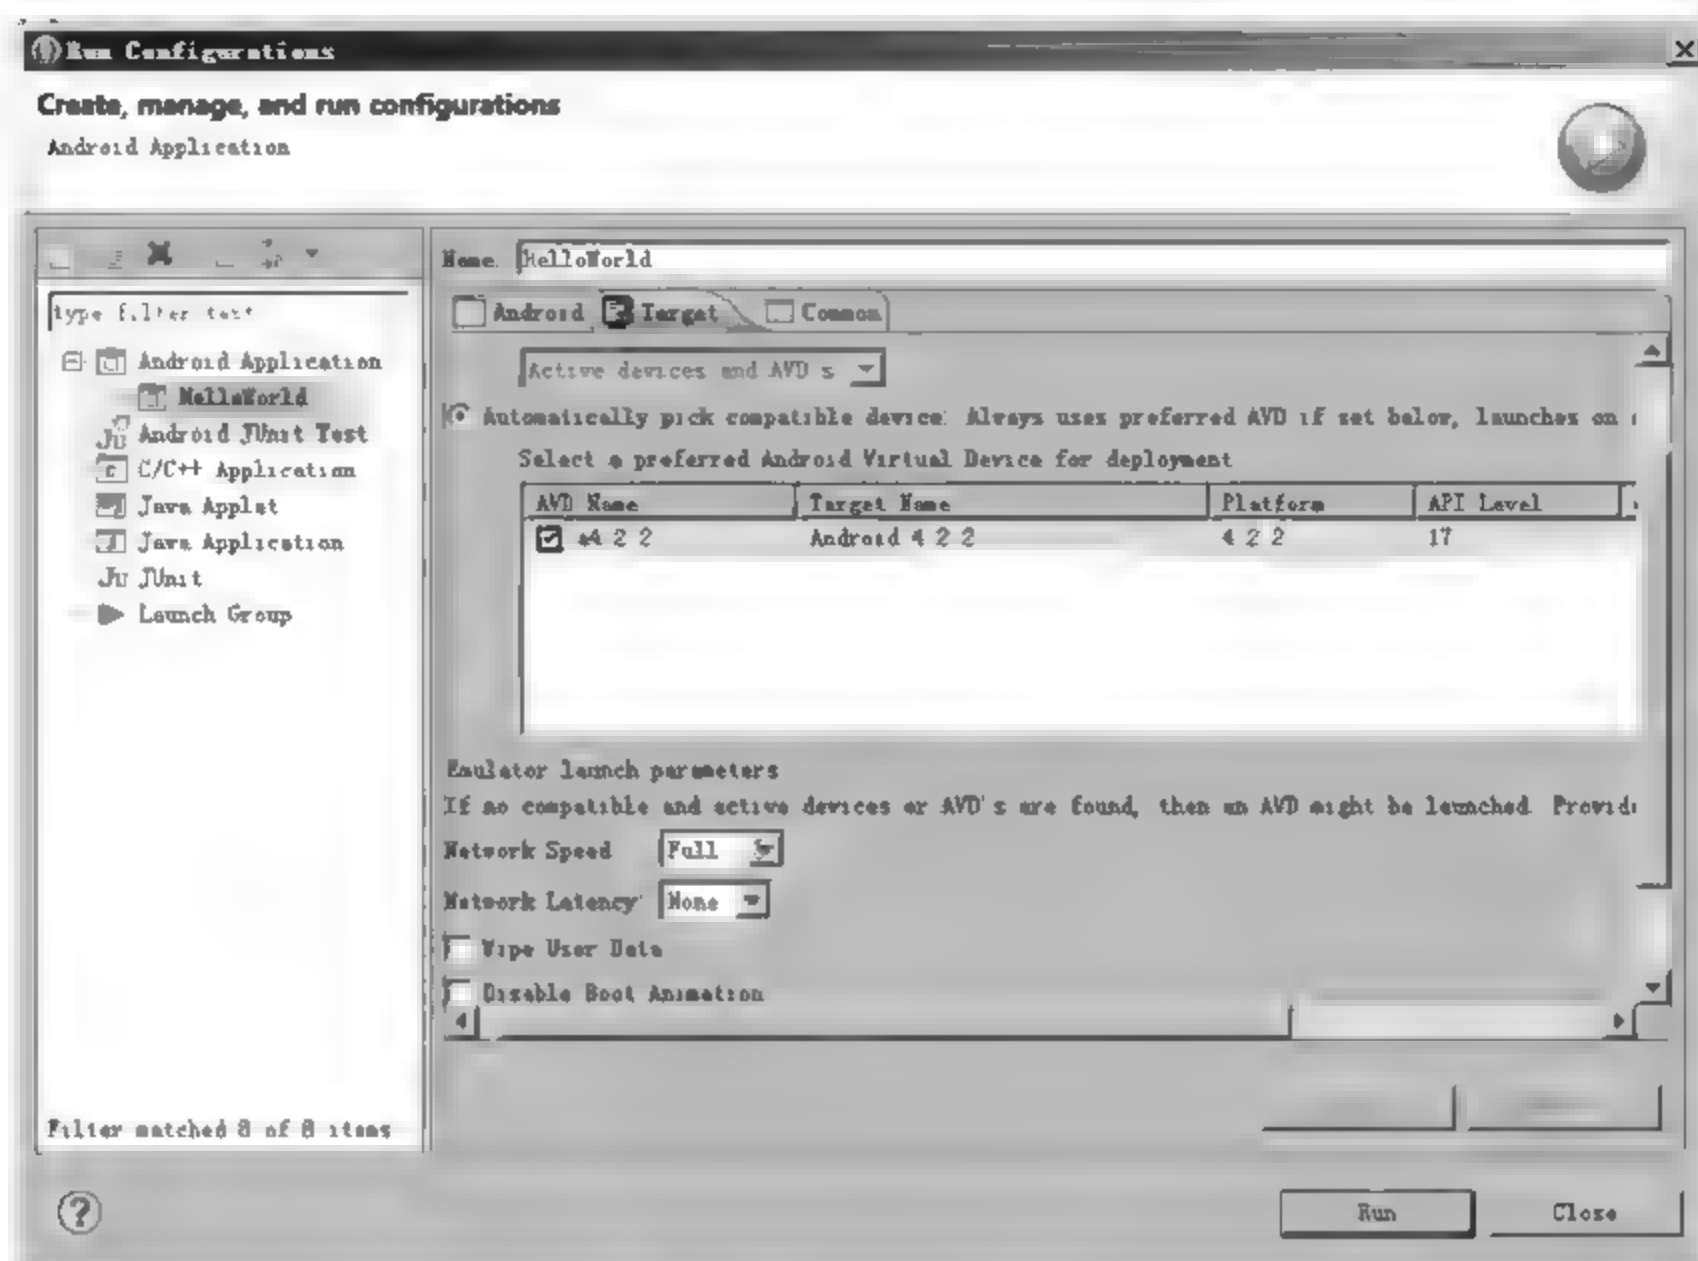 Run Configurations
Create, manage, and run configurations
Android Application
type filter text
Android Application
HelloWorld
Android JUnit Test
C/C++ Application
Java Applet
Java Application
Ju JUnit
Launch Group
Filter matched 8 of 8 items
Name: HelloWorld
Android Target Common
Active devices and AVD's
Automatically pick compatible device: Always uses preferred AVD if set below, launches on
Select a preferred Android Virtual Device for deployment
AVD Name Target Name Platform API Level
a4.2.2 Android 4.2.2 4.2.2 17
Emulator launch parameters
If no compatible and active devices or AVD's are found, then an AVD might be launched. Provid
Network Speed Full
Network Latency: None
Wipe User Data
Disable Boot Animation
Run Close